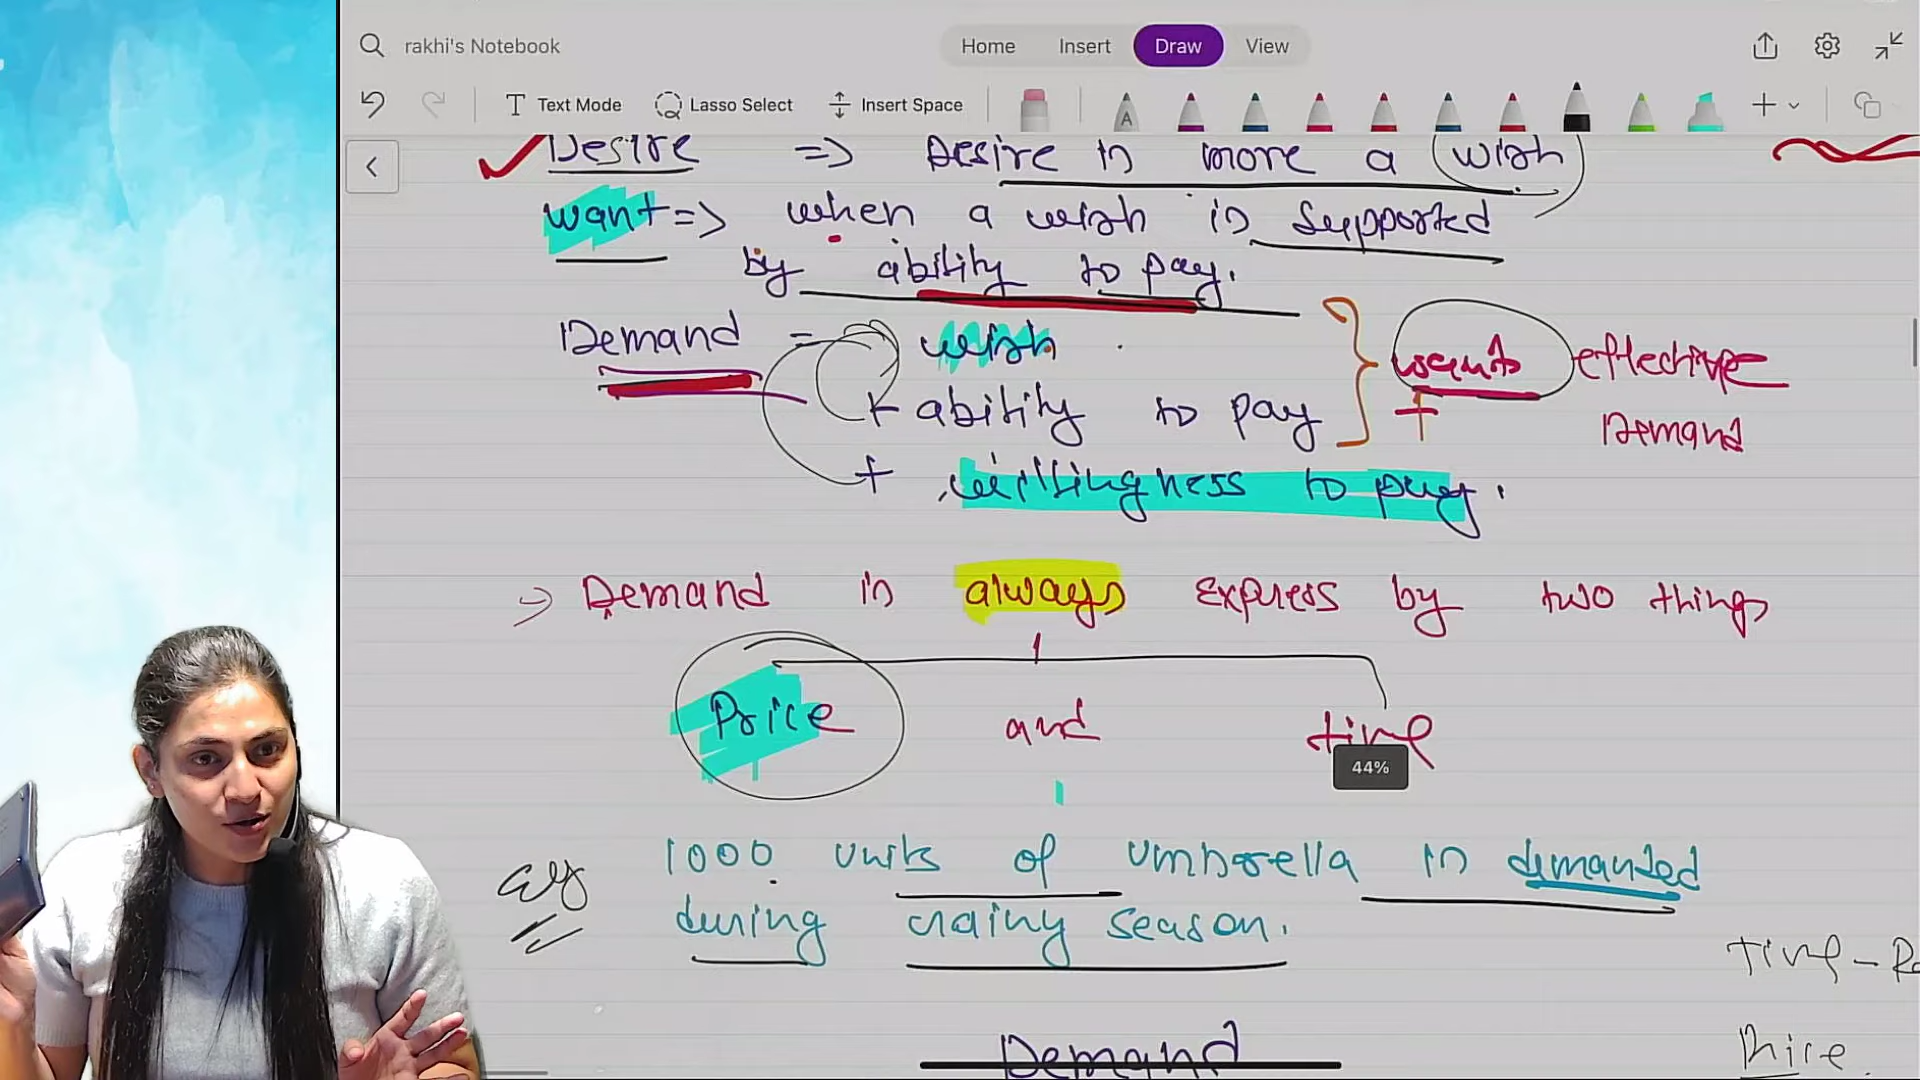 rakhi's Notebook
Home Insert Draw View
Text Mode Lasso Select Insert Space
A
Desire => Desire is more a wish
want => when a wish is supported
by ability to pay.
Demand = wish
+ ability to pay
+ willingness to pay.
wants effective
+ Demand
=> Demand is always express by two things
Price and time
44%
eg 1000 units of umbrella is demanded
during rainy season.
Time - Ra
Demand
Price